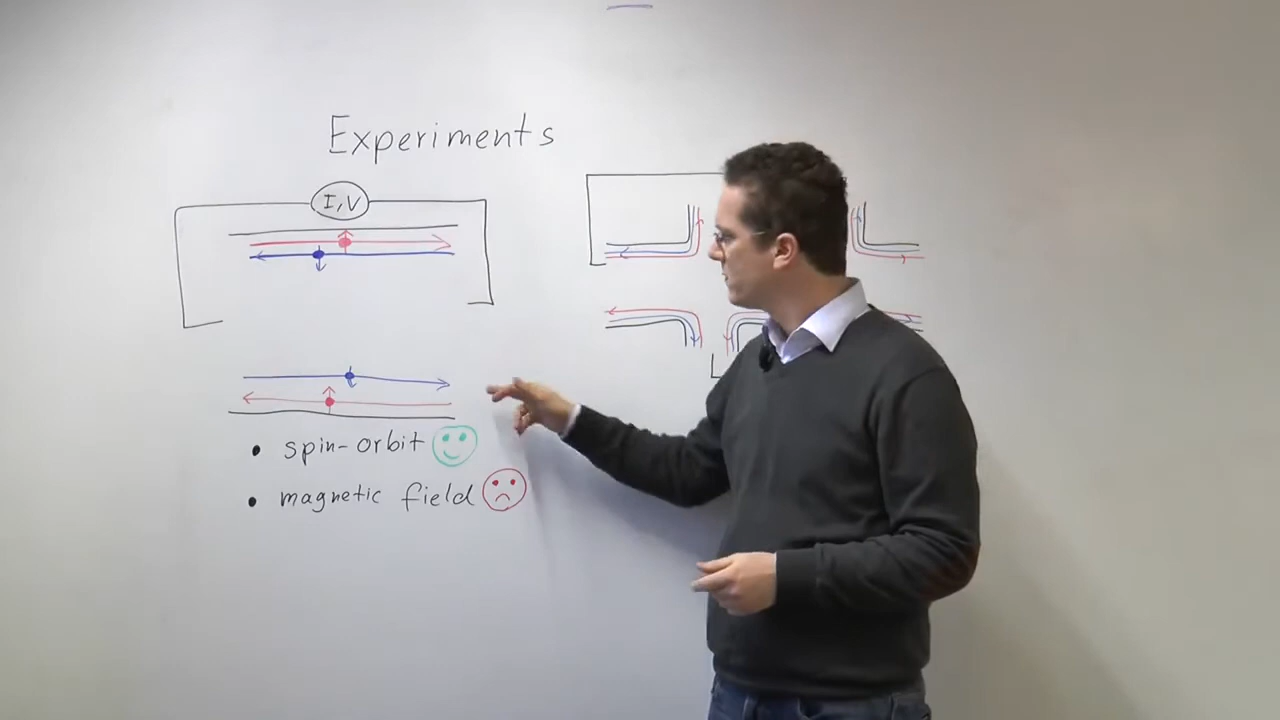 Experiments
I, V
• spin-orbit
• magnetic field